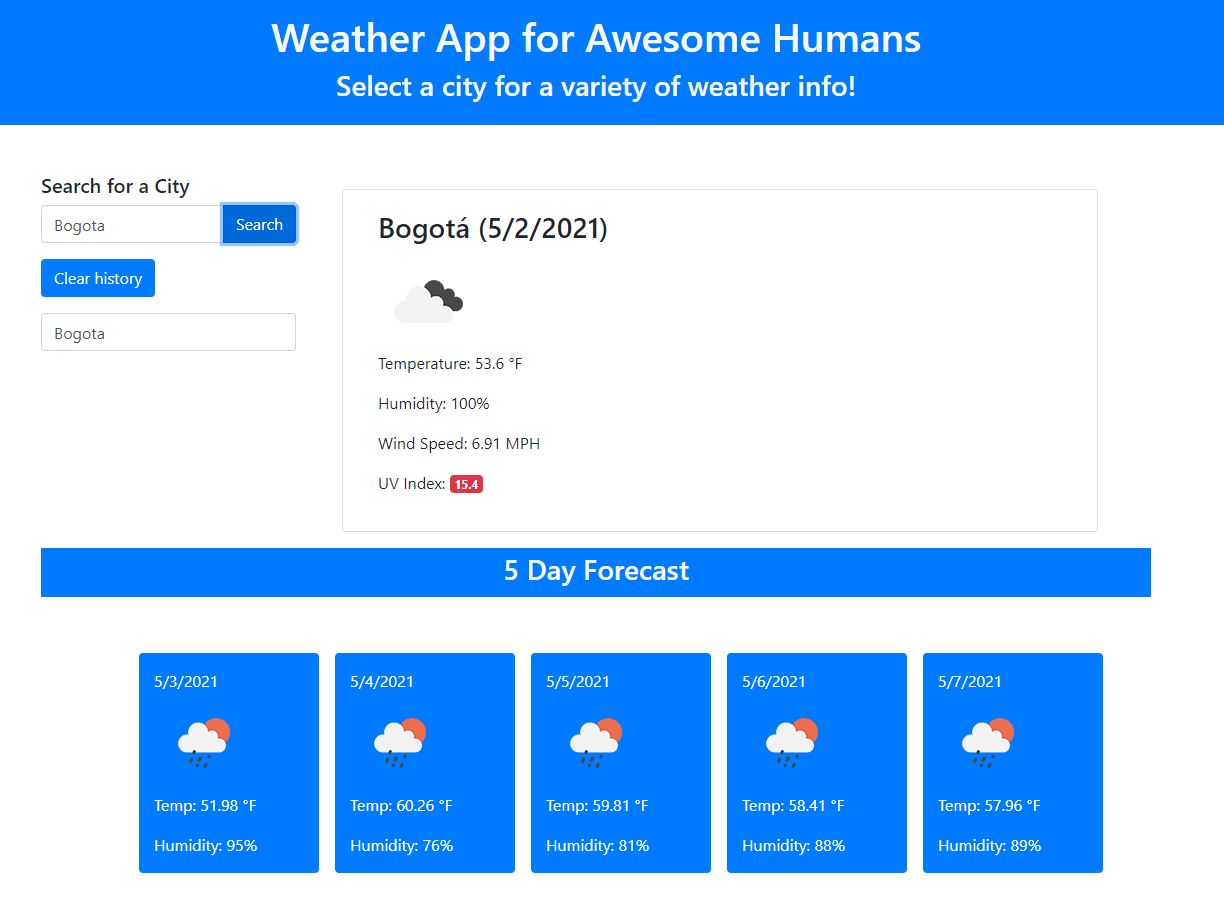 Weather App for Awesome Humans
Select a city for a variety of weather info!
Search for a City
Bogota
Search
Clear history
Bogota
Bogotá (5/2/2021)
Temperature: 53.6 °F
Humidity: 100%
Wind Speed: 6.91 MPH
UV Index: 15.4
5 Day Forecast
5/3/2021
Temp: 51.98 °F
Humidity: 95%
5/4/2021
Temp: 60.26 °F
Humidity: 76%
5/5/2021
Temp: 59.81 °F
Humidity: 81%
5/6/2021
Temp: 58.41 °F
Humidity: 88%
5/7/2021
Temp: 57.96 °F
Humidity: 89%